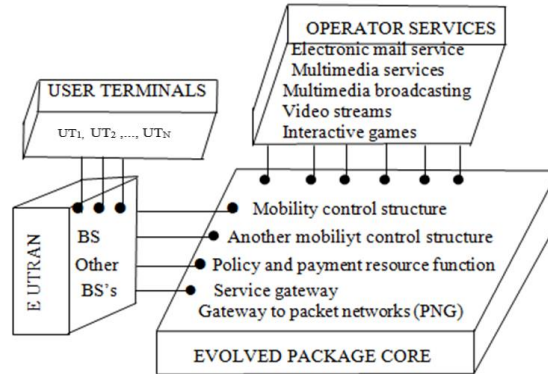 OPERATOR SERVICES
Electronic mail service
Multimedia services
Multimedia broadcasting
Video streams
Interactive games
USER TERMINALS
UT₁, UT₂ ,..., UTN
E UTRAN
BS
Other
BS's
Mobility control structure
Another mobiliyt control structure
Policy and payment resource function
Service gateway
Gateway to packet networks (PNG)
EVOLVED PACKAGE CORE